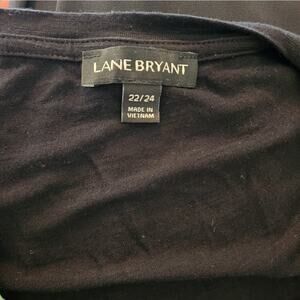 LANE BRYANT
22/24
MADE IN
VIETNAM